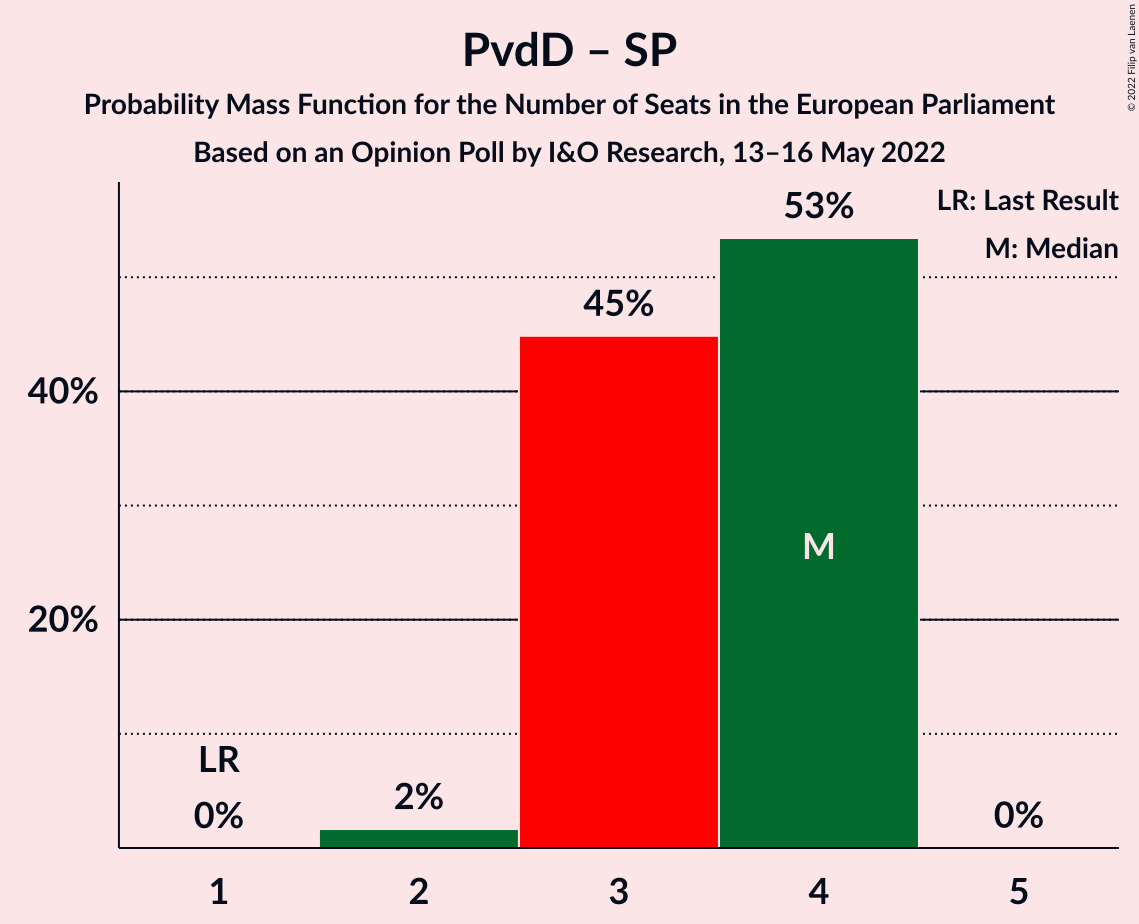 PvdD – SP
Probability Mass Function for the Number of Seats in the European Parliament
Based on an Opinion Poll by I&O Research, 13–16 May 2022
© 2022 Filip van Laenen
LR: Last Result
M: Median
53%
45%
40%
M
20%
LR
2%
0%
0%
1
2
3
4
5